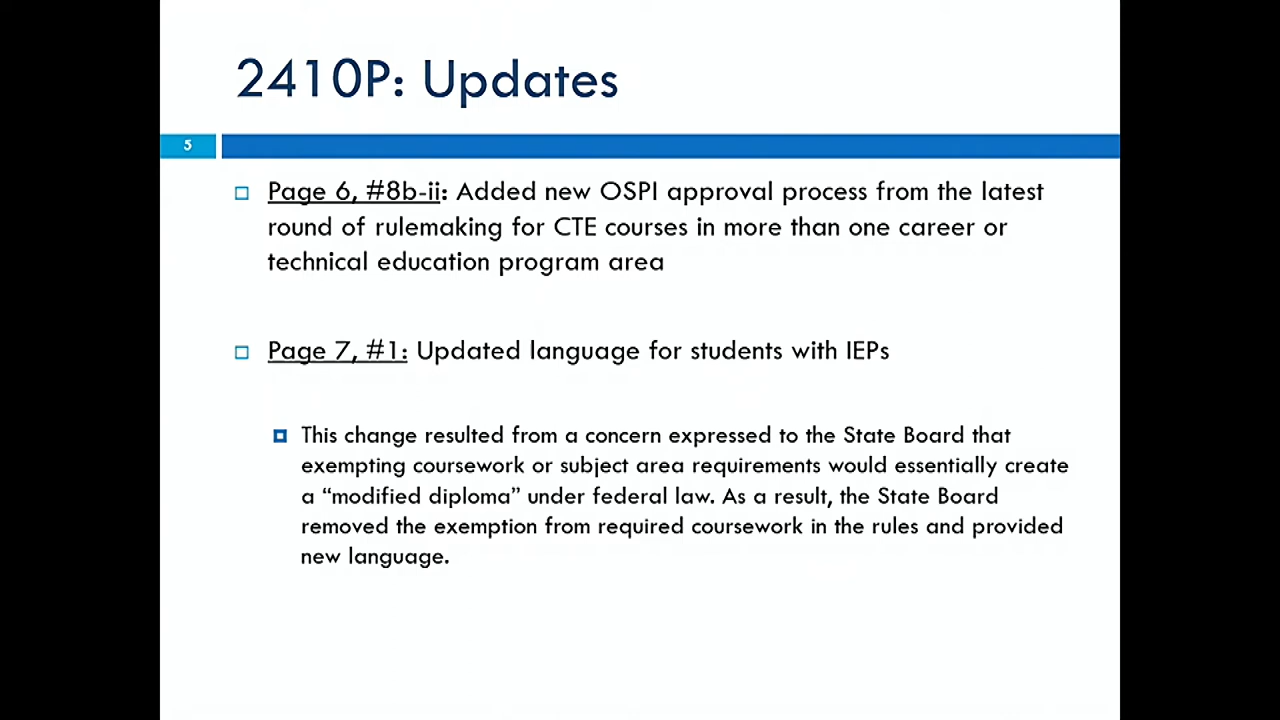 2410P: Updates
5
Page 6, #8b-ii: Added new OSPI approval process from the latest
round of rulemaking for CTE courses in more than one career or
technical education program area
Page 7, #1: Updated language for students with IEPs
This change resulted from a concern expressed to the State Board that
exempting coursework or subject area requirements would essentially create
a “modified diploma” under federal law. As a result, the State Board
removed the exemption from required coursework in the rules and provided
new language.